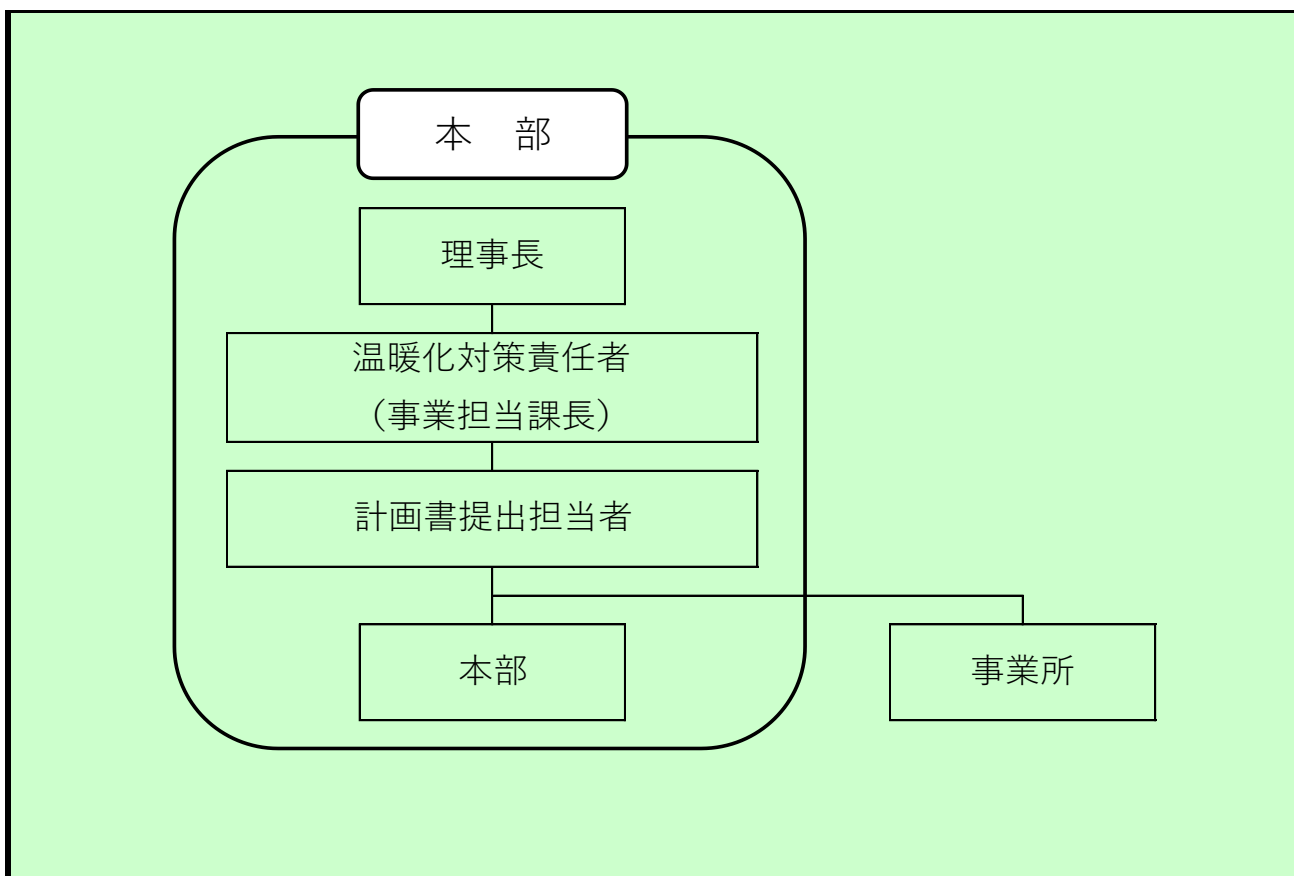 本　部
理事長
温暖化対策責任者
（事業担当課長）
計画書提出担当者
本部
事業所